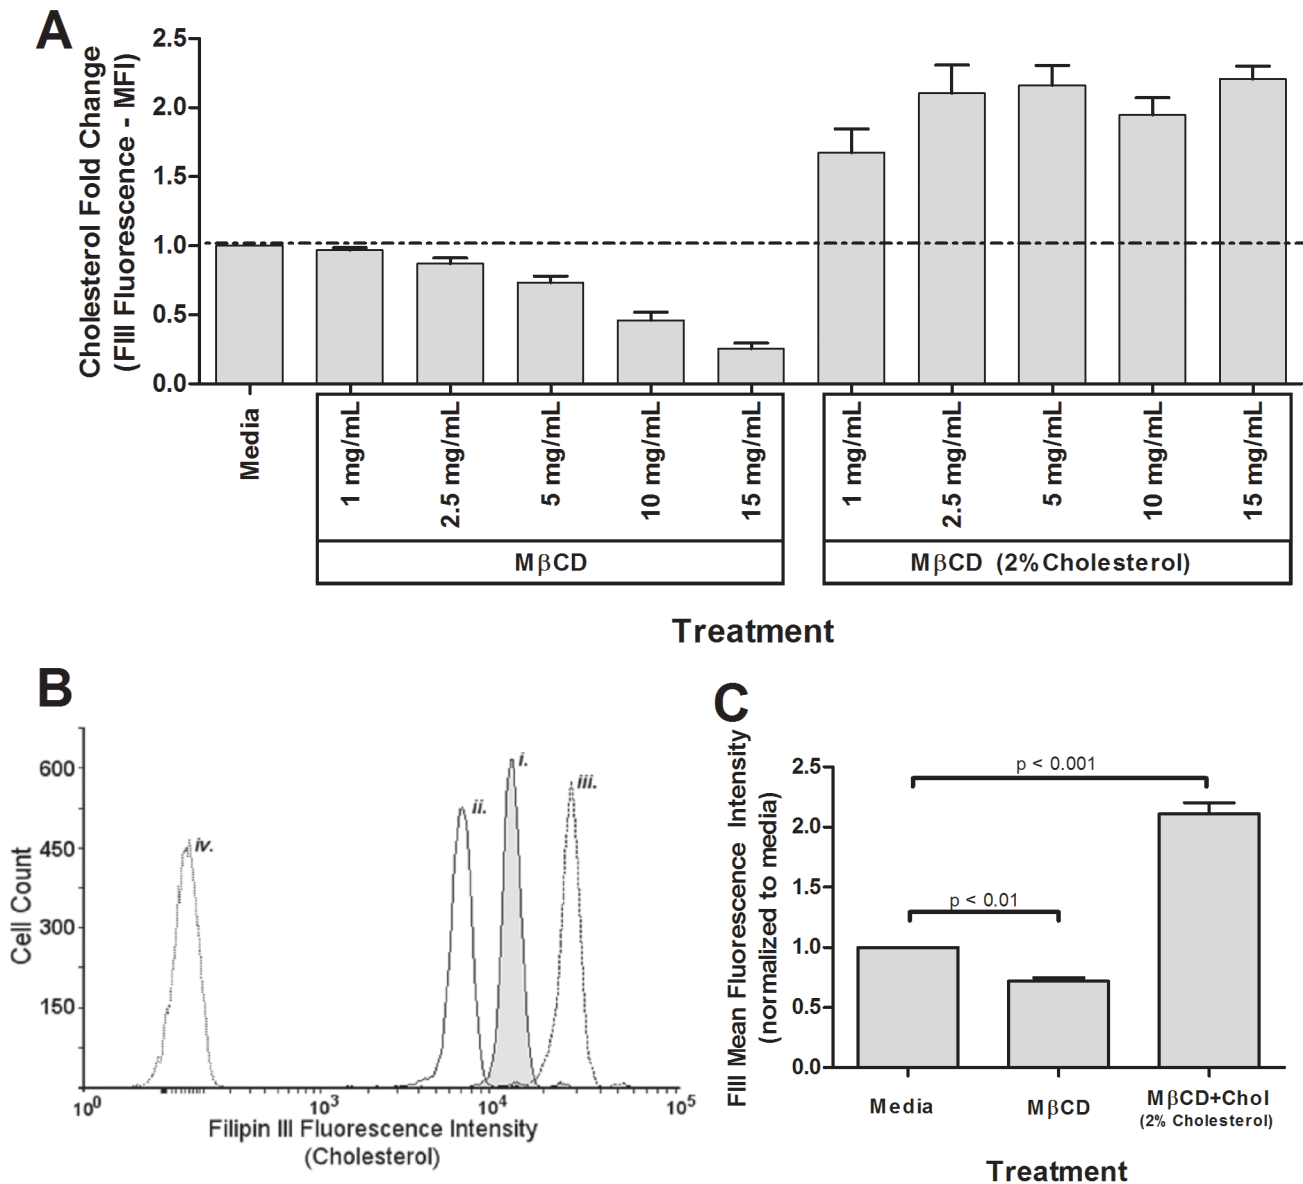 A
Cholesterol Fold Change
(FIII Fluorescence - MFI)
2.5
2.0
1.5
1.0
0.5
0.0
Media
1 mg/mL
2.5 mg/mL
5 mg/mL
10 mg/mL
15 mg/mL
1 mg/mL
2.5 mg/mL
5 mg/mL
10 mg/mL
15 mg/mL
MβCD
MβCD (2%Cholesterol)
Treatment
B
Cell Count
600
450
300
150
i.
ii.
iii.
iv.
10⁰
10³
10⁴
10⁵
Filipin III Fluorescence Intensity
(Cholesterol)
C
FIII Mean Fluorescence Intensity
(normalized to media)
2.5
2.0
1.5
1.0
0.5
0.0
p < 0.001
p < 0.01
Media
MβCD
MβCD+Chol
(2% Cholesterol)
Treatment